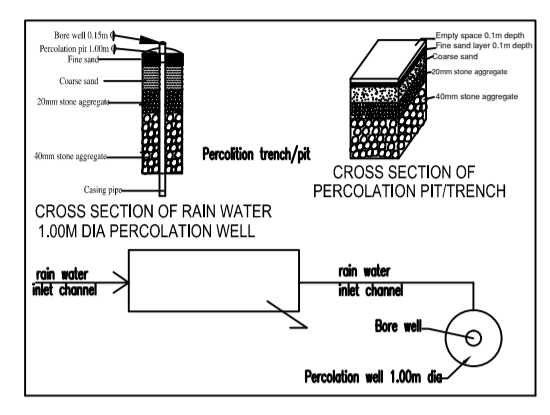 Bore well 0.15m ϕ
Percolation pit 1.00m ϕ
Fine sand
Coarse sand
20mm stone aggregate
40mm stone aggregate
Casing pipo
CROSS SECTION OF RAIN WATER
1.00M DIA PERCOLATION WELL
Percolition trench/pit
Empty space 0.1m depth
Fine sand layer 0.1m depth
Coarse sand
20mm stone aggregate
40mm stone aggregate
CROSS SECTION OF
PERCOLATION PIT/TRENCH
rain water
inlet channel
rain water
inlet channel
Bore well
Percolation well 1.00m dia